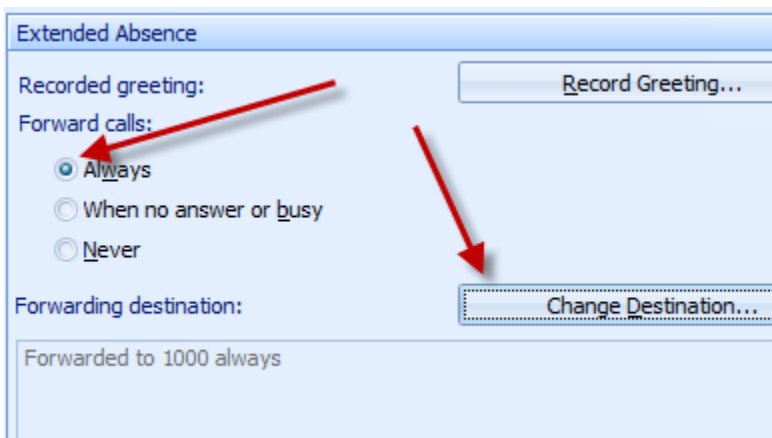 Extended Absence
Recorded greeting: Record Greeting...
Forward calls:
Always
When no answer or busy
Never
Forwarding destination: Change Destination...
Forwarded to 1000 always